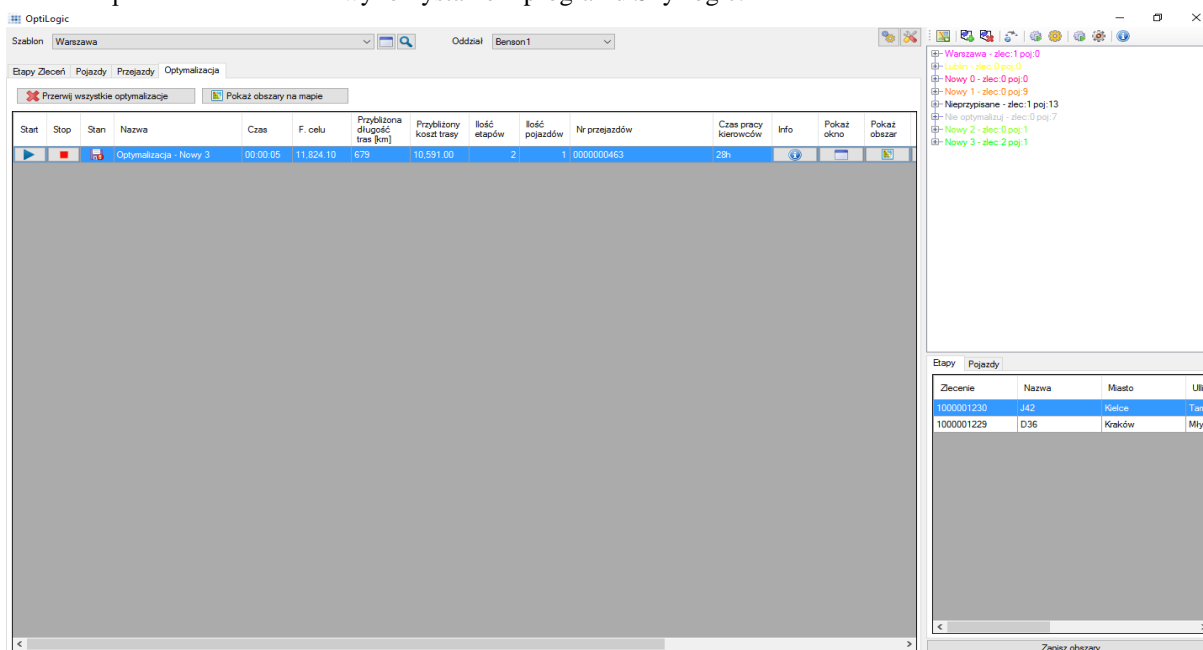 OptiLogic
Szablon Warszawa Oddział Benson1
Etapy Zleceń Pojazdy Przejazdy Optymalizacja
Przerwij wszystkie optymalizacje Pokaż obszary na mapie
Start Stop Stan Nazwa Czas F. celu Przybliżona długość tras [km] Przybliżony koszt trasy Ilość etapów Ilość pojazdów Nr przejazdów Czas pracy kierowców Info Pokaż okno Pokaż obszar
Optymalizacja - Nowy 3 00:00:05 11,824.10 679 10,591.00 2 1 0000000463 28h
Warszawa - zlec:1 poj:0
Lublin - zlec:0 poj:0
Nowy 0 - zlec:0 poj:0
Nowy 1 - zlec:0 poj:9
Nieprzypisane - zlec:1 poj:13
Nie optymalizuj - zlec:0 poj:7
Nowy 2 - zlec:0 poj:1
Nowy 3 - zlec:2 poj:1
Etapy Pojazdy
Zlecenie Nazwa Miasto Uli
1000001230 J42 Kielce Tar
1000001229 D36 Kraków Mły
Zapisz obszary